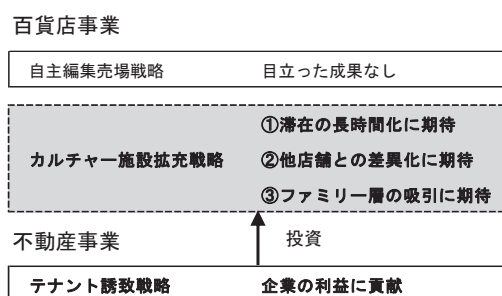 百貨店事業
自主編集売場戦略 目立った成果なし
①滞在の長時間化に期待
カルチャー施設拡充戦略 ②他店舗との差異化に期待
③ファミリー層の吸引に期待
不動産事業 投資
テナント誘致戦略 企業の利益に貢献